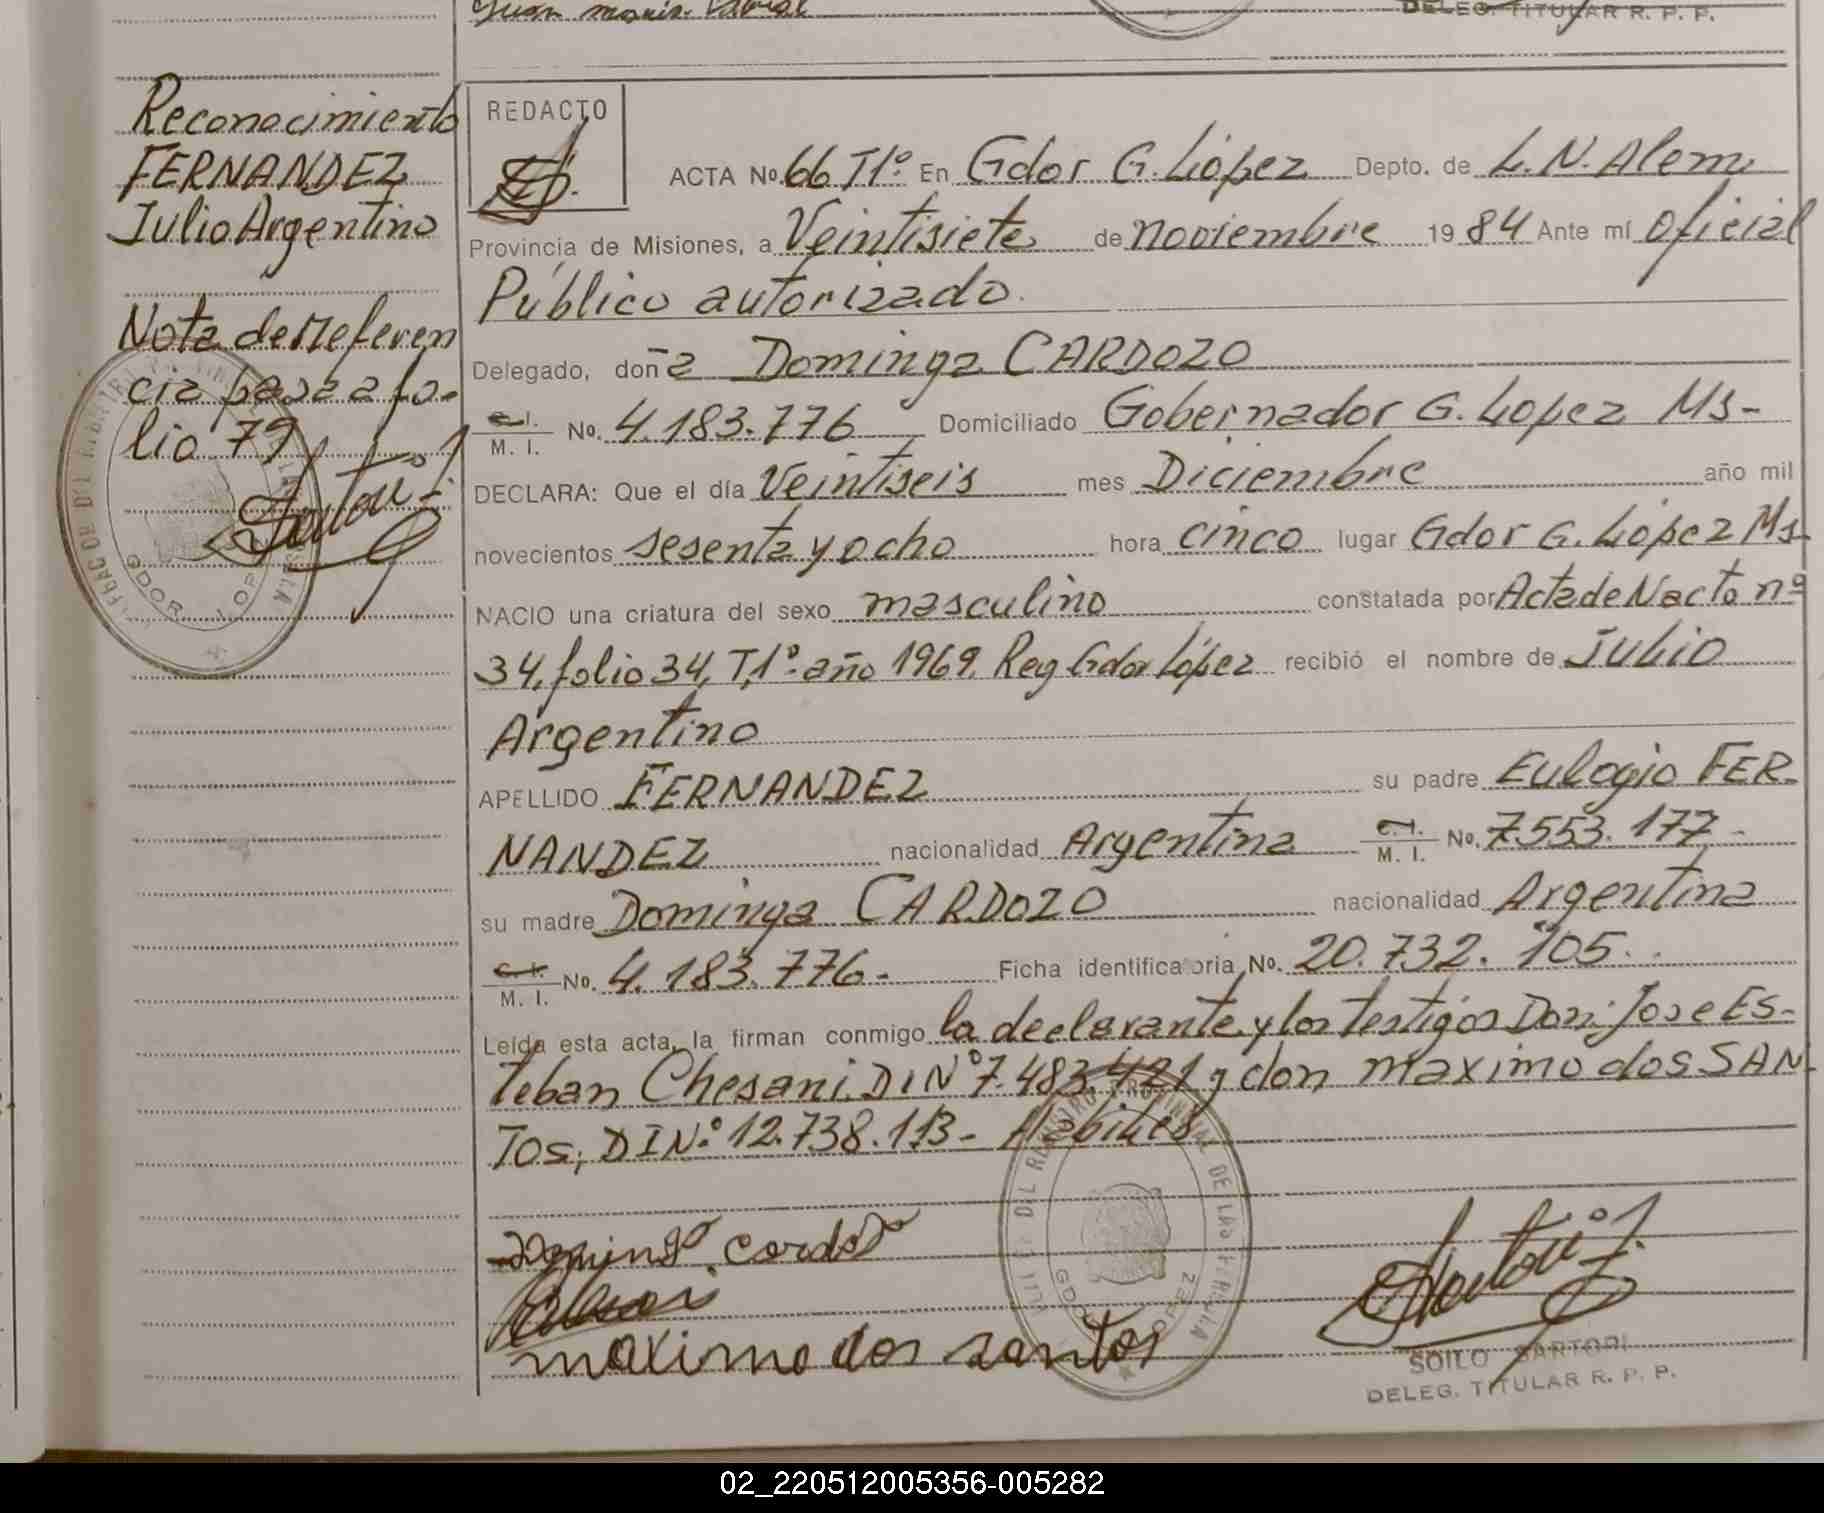 DELEG. TITULAR R. P. P.
Reconocimiento
FERNANDEZ
Julio Argentino
Nota de Referen
cia pasa a fo-
lio 79
REDACTO
ACTA No. 66 T1º. En Gdor G. López Depto. de L. N. Alem
Provincia de Misiones, a Veintisiete de noviembre 1984 Ante mí Oficial
Público autorizado.
Delegado, doña Dominga CARDOZO
C. I.
M. I. No. 4.183.776 Domiciliado Gobernador G. Lopez Ms-
DECLARA: Que el día Veintiseis mes Diciembre año mil
novecientos sesenta y ocho hora cinco lugar Gdor G. López Ms-
NACIO una criatura del sexo masculino constatada por Acta de Nacto nº
34, folio 34, T, 1º. año 1969. Reg Gdor López recibió el nombre de Julio
Argentino
APELLIDO FERNANDEZ su padre Eulogio FER-
NANDEZ nacionalidad Argentina C. I.
M. I. No. 7.553.177-
su madre Dominga CARDOZO nacionalidad Argentina
C. I.
M. I. No. 4.183.776- Ficha identificatoria No. 20.732.105.
Leída esta acta, la firman conmigo la declarante y los testigos Don: Jose Es-
teban Chesani. DI Nº 7.483.421 y don maximo dos SAN-
TOS; DI Nº: 12.738.113- Hábiles
Dominga Cardozo
maximo dos santos
SOILO SARTORI
DELEG. TITULAR R. P. P.
GDOR. LOPEZ
02_220512005356-005282